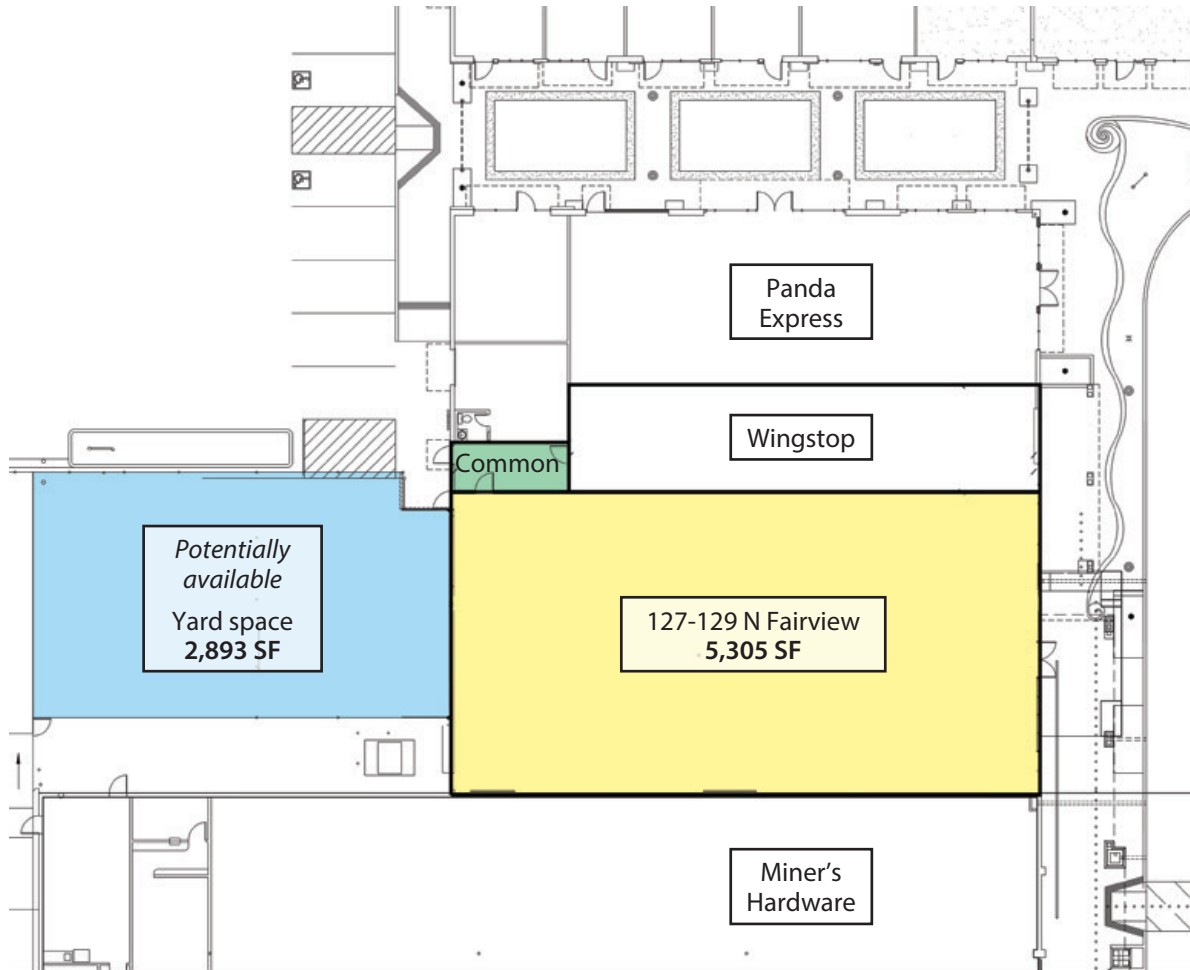 Panda
Express
Wingstop
Common
Potentially
available
Yard space
2,893 SF
127-129 N Fairview
5,305 SF
Miner's
Hardware